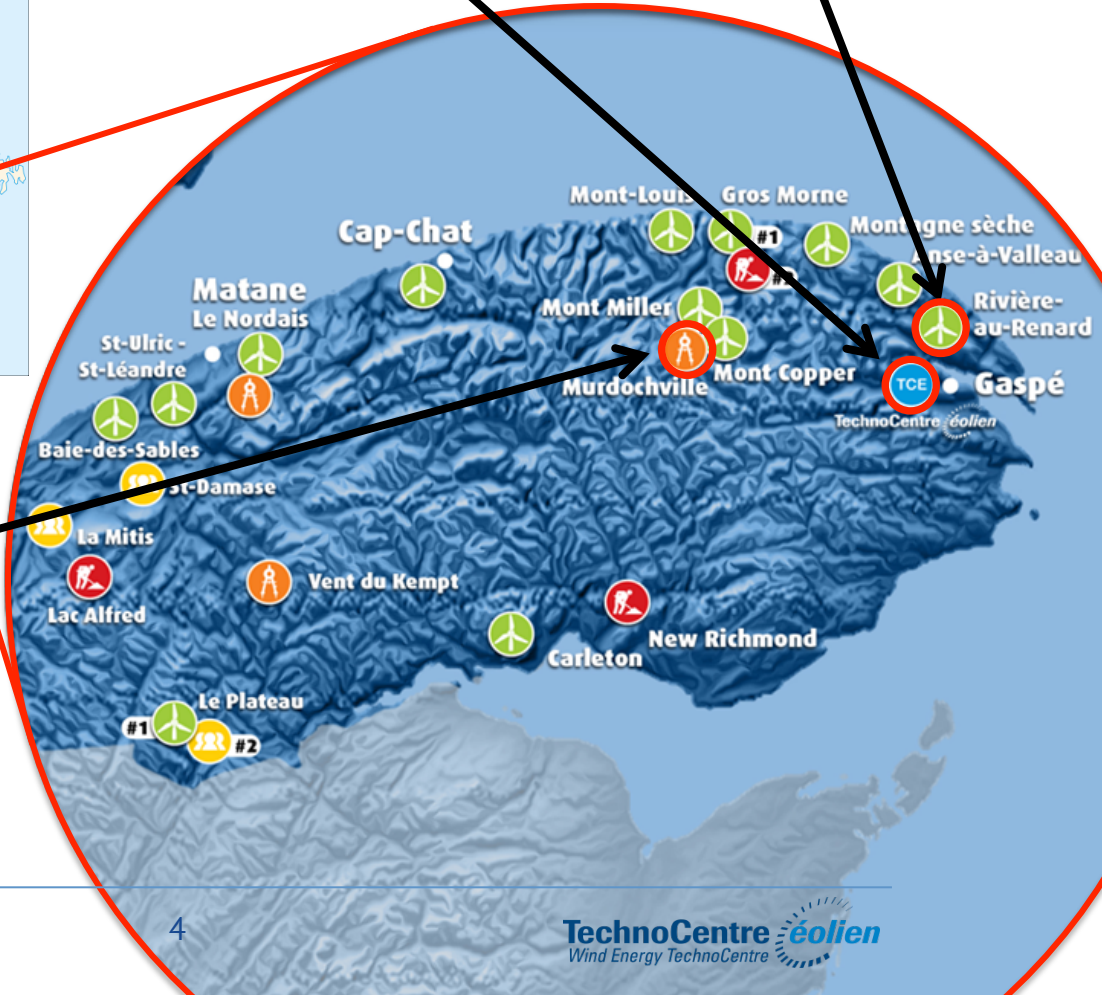 Mont-Louis
Gros Morne
#1
Montagne sèche
Cap-Chat
Anse-à-Valleau
Matane
Le Nordais
Mont Miller
Rivière-
au-Renard
St-Ulric -
St-Léandre
Mont Copper
Murdochville
TCE
Gaspé
TechnoCentre éolien
Baie-des-Sables
St-Damase
La Mitis
Vent du Kempt
Lac Alfred
New Richmond
Carleton
Le Plateau
#1
#2
4
TechnoCentre éolien
Wind Energy TechnoCentre